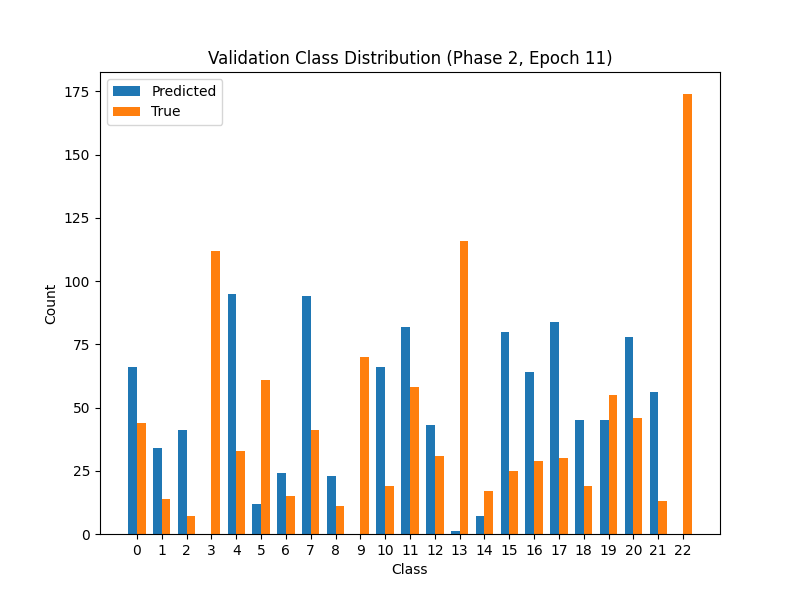 Validation Class Distribution (Phase 2, Epoch 11)
Predicted
True
175
150
125
100
75
50
25
0
Count
0 1 2 3 4 5 6 7 8 9 10 11 12 13 14 15 16 17 18 19 20 21 22
Class